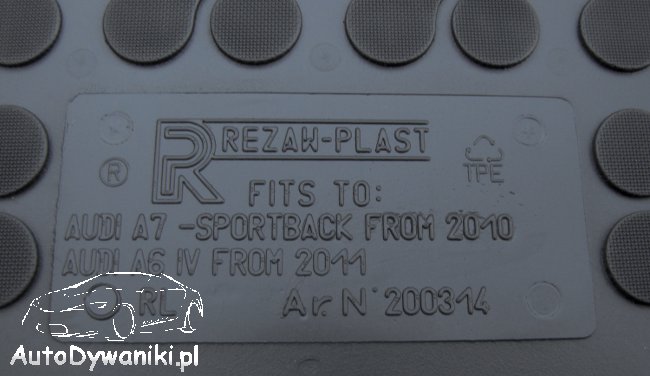 REZAW-PLAST
® R
TPE
FITS TO:
AUDI A7 -SPORTBACK FROM 2010
AUDI A6 IV FROM 2011
RL Ar. N° 200314
AutoDywaniki.pl